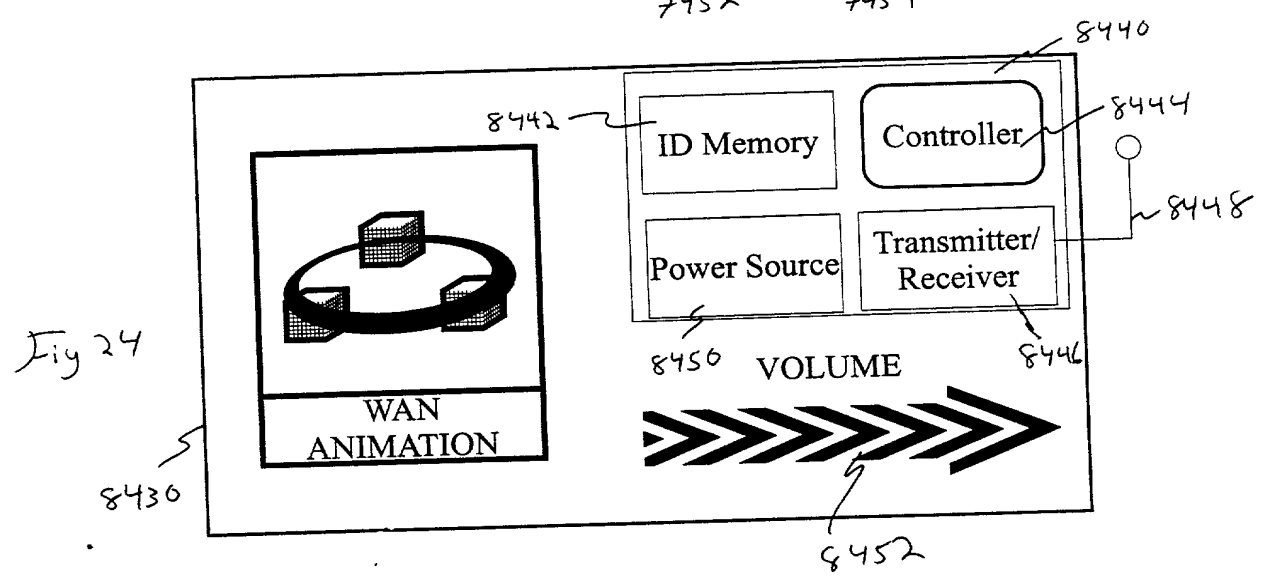 8440
8442
ID Memory
Controller
8444
8448
Power Source
Transmitter/
Receiver
Fig 24
8450
VOLUME
8446
WAN
ANIMATION
8430
8452